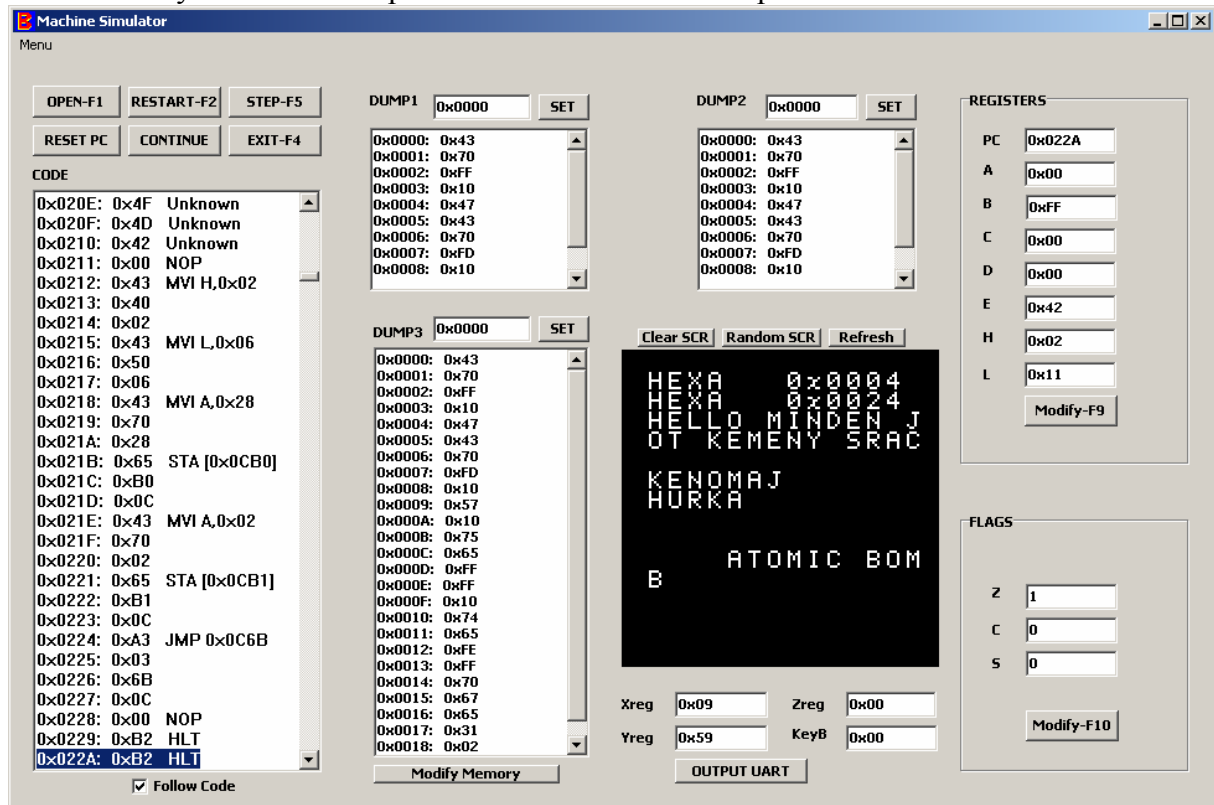 Machine Simulator
Menu
OPEN-F1 RESTART-F2 STEP-F5
RESET PC CONTINUE EXIT-F4
CODE
0x020E: 0x4F Unknown
0x020F: 0x4D Unknown
0x0210: 0x42 Unknown
0x0211: 0x00 NOP
0x0212: 0x43 MVI H,0x02
0x0213: 0x40
0x0214: 0x02
0x0215: 0x43 MVI L,0x06
0x0216: 0x50
0x0217: 0x06
0x0218: 0x43 MVI A,0x28
0x0219: 0x70
0x021A: 0x28
0x021B: 0x65 STA [0x0CB0]
0x021C: 0xB0
0x021D: 0x0C
0x021E: 0x43 MVI A,0x02
0x021F: 0x70
0x0220: 0x02
0x0221: 0x65 STA [0x0CB1]
0x0222: 0xB1
0x0223: 0x0C
0x0224: 0xA3 JMP 0x0C6B
0x0225: 0x03
0x0226: 0x6B
0x0227: 0x0C
0x0228: 0x00 NOP
0x0229: 0xB2 HLT
0x022A: 0xB2 HLT
Follow Code
DUMP1 0x0000 SET
0x0000: 0x43
0x0001: 0x70
0x0002: 0xFF
0x0003: 0x10
0x0004: 0x47
0x0005: 0x43
0x0006: 0x70
0x0007: 0xFD
0x0008: 0x10
DUMP2 0x0000 SET
0x0000: 0x43
0x0001: 0x70
0x0002: 0xFF
0x0003: 0x10
0x0004: 0x47
0x0005: 0x43
0x0006: 0x70
0x0007: 0xFD
0x0008: 0x10
DUMP3 0x0000 SET
0x0000: 0x43
0x0001: 0x70
0x0002: 0xFF
0x0003: 0x10
0x0004: 0x47
0x0005: 0x43
0x0006: 0x70
0x0007: 0xFD
0x0008: 0x10
0x0009: 0x57
0x000A: 0x10
0x000B: 0x75
0x000C: 0x65
0x000D: 0xFF
0x000E: 0xFF
0x000F: 0x10
0x0010: 0x74
0x0011: 0x65
0x0012: 0xFE
0x0013: 0xFF
0x0014: 0x70
0x0015: 0x67
0x0016: 0x65
0x0017: 0x31
0x0018: 0x02
Modify Memory
Clear SCR Random SCR Refresh
HEXA 0x0004
HEXA 0x0024
HELLO MINDEN J
OT KEMENY SRAC
KENOMAJ
HURKA
ATOMIC BOM
B
Xreg 0x09 Zreg 0x00
Yreg 0x59 KeyB 0x00
OUTPUT UART
REGISTERS
PC 0x022A
A 0x00
B 0xFF
C 0x00
D 0x00
E 0x42
H 0x02
L 0x11
Modify-F9
FLAGS
Z 1
C 0
S 0
Modify-F10